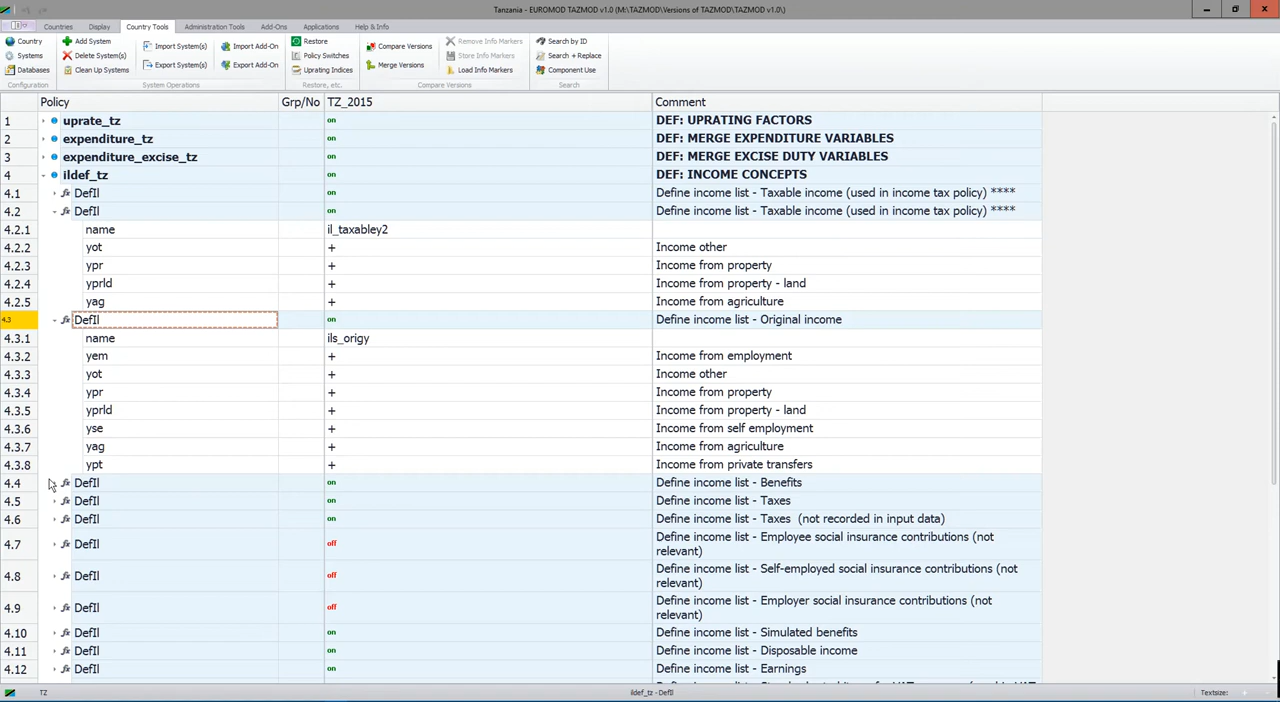 Tanzania - EUROMOD TAZMOD v1.0 (M:\TAZMOD\Versions of TAZMOD\TAZMOD v1.0\)
Countries Display Country Tools Administration Tools Add-Ons Applications Help & Info
Country Add System Import System(s) Import Add-On Restore Compare Versions Remove Info Markers Search by ID
Systems Delete System(s) Policy Switches Store Info Markers Search + Replace
Databases Clean Up Systems Export System(s) Export Add-On Uprating Indices Merge Versions Load Info Markers Component Use
Configuration System Operations Restore, etc. Compare Versions Search
Policy Grp/No TZ_2015 Comment
1 uprate_tz on DEF: UPRATING FACTORS
2 expenditure_tz on DEF: MERGE EXPENDITURE VARIABLES
3 expenditure_excise_tz on DEF: MERGE EXCISE DUTY VARIABLES
4 ildef_tz on DEF: INCOME CONCEPTS
4.1 fx DefIl on Define income list - Taxable income (used in income tax policy) ****
4.2 fx DefIl on Define income list - Taxable income (used in income tax policy) ****
4.2.1 name il_taxabley2
4.2.2 yot + Income other
4.2.3 ypr + Income from property
4.2.4 yprld + Income from property - land
4.2.5 yag + Income from agriculture
4.3 fx DefIl on Define income list - Original income
4.3.1 name ils_origy
4.3.2 yem + Income from employment
4.3.3 yot + Income other
4.3.4 ypr + Income from property
4.3.5 yprld + Income from property - land
4.3.6 yse + Income from self employment
4.3.7 yag + Income from agriculture
4.3.8 ypt + Income from private transfers
4.4 fx DefIl on Define income list - Benefits
4.5 fx DefIl on Define income list - Taxes
4.6 fx DefIl on Define income list - Taxes (not recorded in input data)
4.7 fx DefIl off Define income list - Employee social insurance contributions (not
relevant)
4.8 fx DefIl off Define income list - Self-employed social insurance contributions (not
relevant)
4.9 fx DefIl off Define income list - Employer social insurance contributions (not
relevant)
4.10 fx DefIl on Define income list - Simulated benefits
4.11 fx DefIl on Define income list - Disposable income
4.12 fx DefIl on Define income list - Earnings
TZ ildef_tz - DefIl Textsize: